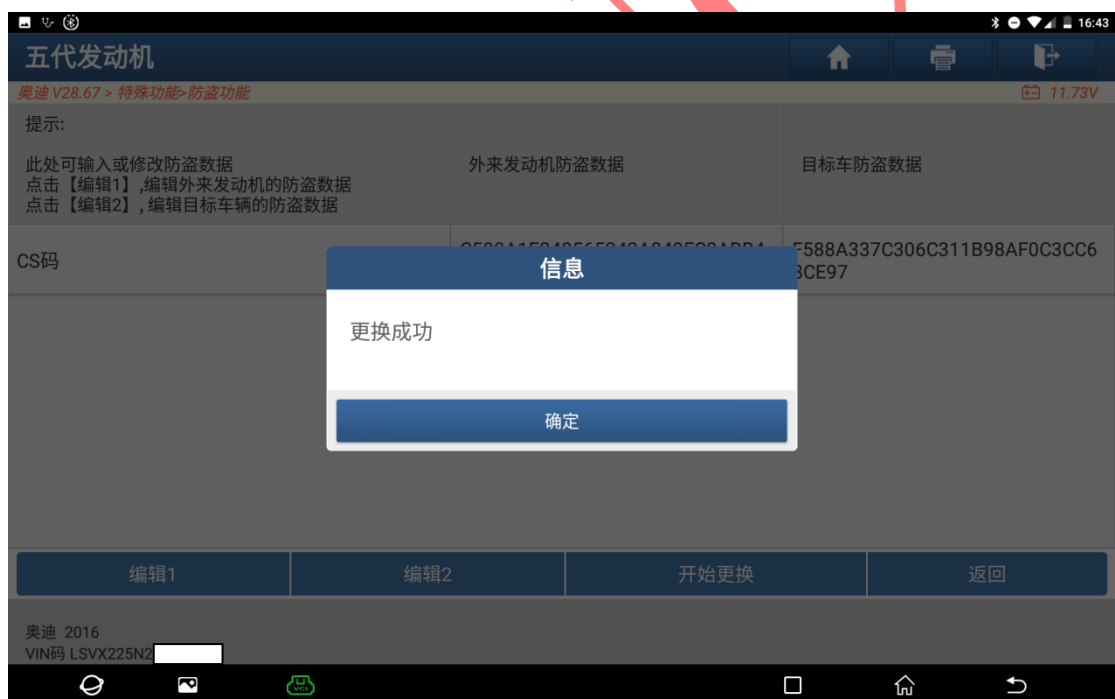 16:43
五代发动机
奥迪 V28.67 > 特殊功能>防盗功能
11.73V
提示:
此处可输入或修改防盗数据
点击【编辑1】,编辑外来发动机的防盗数据
点击【编辑2】, 编辑目标车辆的防盗数据
外来发动机防盗数据
目标车防盗数据
CS码
F588A337C306C311B98AF0C3CC6
信息
更换成功
确定
编辑1
编辑2
开始更换
返回
奥迪 2016
VIN码 LSVX225N2
VCI